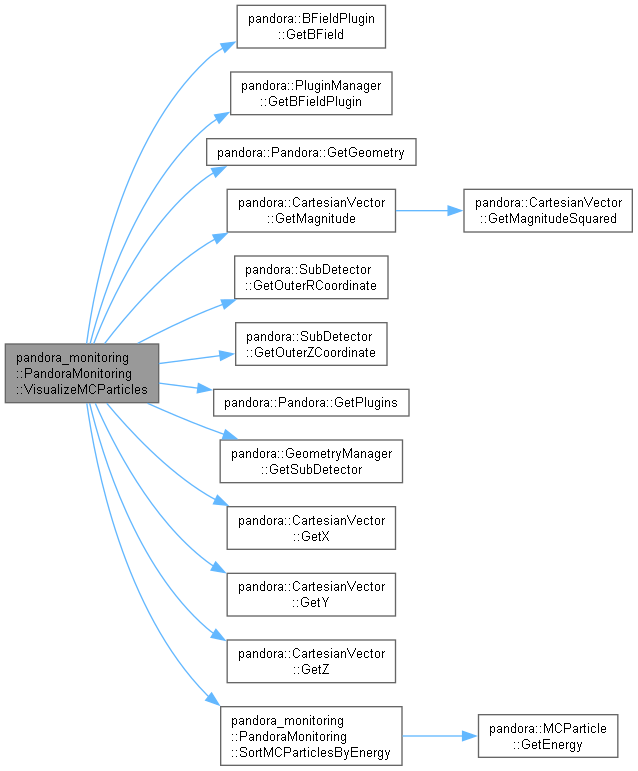 pandora_monitoring
::PandoraMonitoring
::VisualizeMCParticles
pandora::BFieldPlugin
::GetBField
pandora::PluginManager
::GetBFieldPlugin
pandora::Pandora::GetGeometry
pandora::CartesianVector
::GetMagnitude
pandora::CartesianVector
::GetMagnitudeSquared
pandora::SubDetector
::GetOuterRCoordinate
pandora::SubDetector
::GetOuterZCoordinate
pandora::Pandora::GetPlugins
pandora::GeometryManager
::GetSubDetector
pandora::CartesianVector
::GetX
pandora::CartesianVector
::GetY
pandora::CartesianVector
::GetZ
pandora_monitoring
::PandoraMonitoring
::SortMCParticlesByEnergy
pandora::MCParticle
::GetEnergy